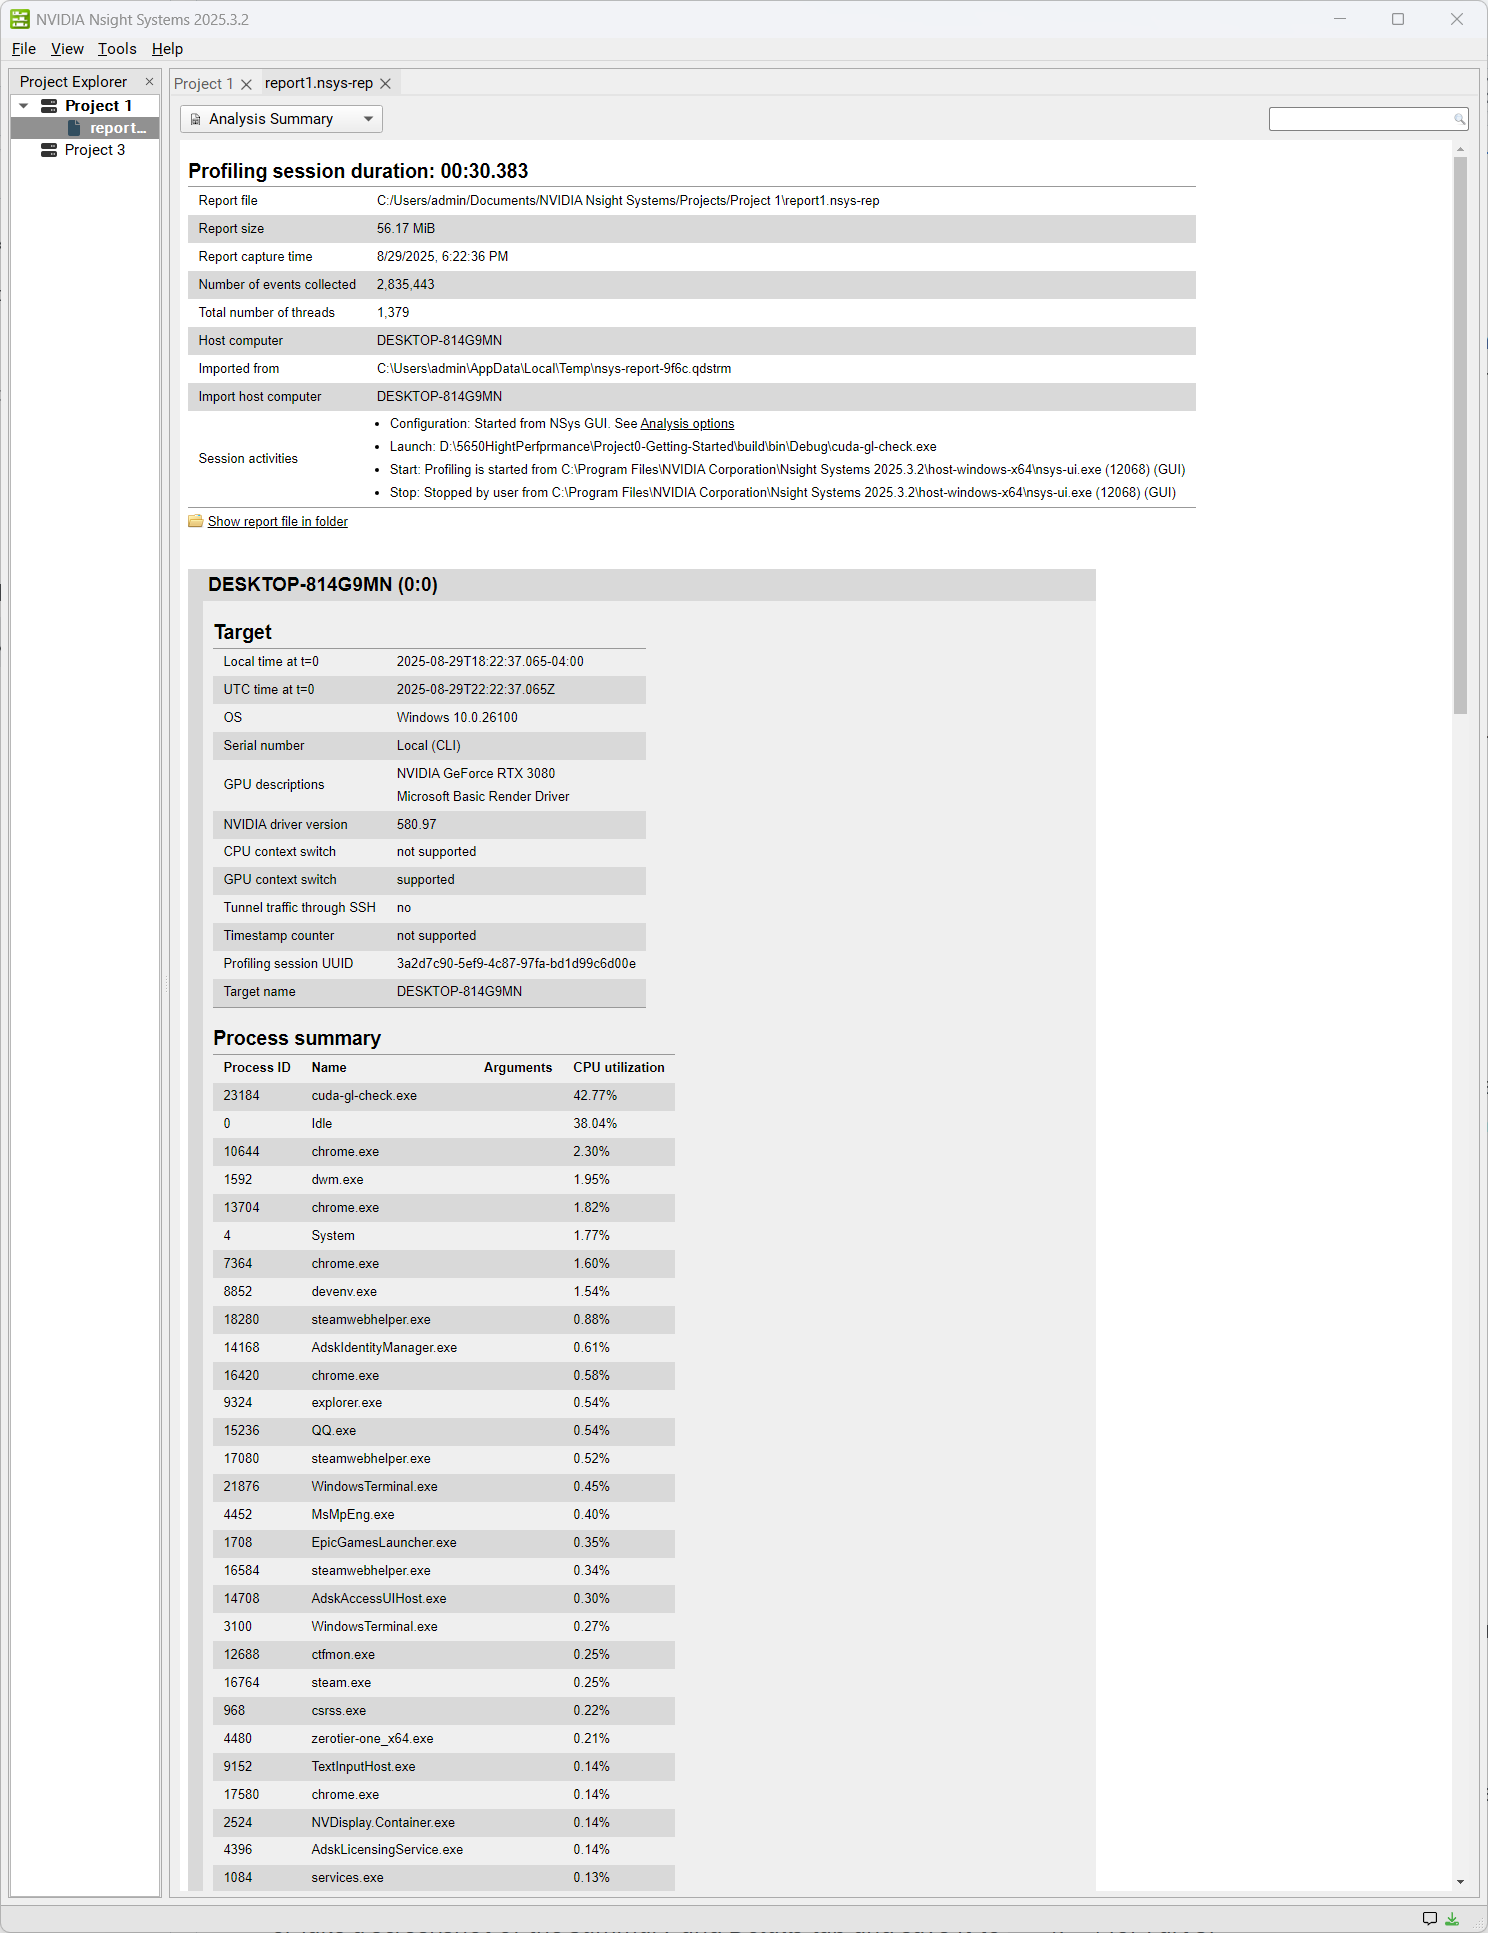 NVIDIA Nsight Systems 2025.3.2
File View Tools Help
Project Explorer
Project 1
report...
Project 3
Project 1
report1.nsys-rep
Analysis Summary
Profiling session duration: 00:30.383
Report file C:/Users/admin/Documents/NVIDIA Nsight Systems/Projects/Project 1\report1.nsys-rep
Report size 56.17 MiB
Report capture time 8/29/2025, 6:22:36 PM
Number of events collected 2,835,443
Total number of threads 1,379
Host computer DESKTOP-814G9MN
Imported from C:\Users\admin\AppData\Local\Temp\nsys-report-9f6c.qdstrm
Import host computer DESKTOP-814G9MN
Session activities
• Configuration: Started from NSys GUI. See Analysis options
• Launch: D:\5650HightPerfprmance\Project0-Getting-Started\build\bin\Debug\cuda-gl-check.exe
• Start: Profiling is started from C:\Program Files\NVIDIA Corporation\Nsight Systems 2025.3.2\host-windows-x64\nsys-ui.exe (12068) (GUI)
• Stop: Stopped by user from C:\Program Files\NVIDIA Corporation\Nsight Systems 2025.3.2\host-windows-x64\nsys-ui.exe (12068) (GUI)
Show report file in folder
DESKTOP-814G9MN (0:0)
Target
Local time at t=0 2025-08-29T18:22:37.065-04:00
UTC time at t=0 2025-08-29T22:22:37.065Z
OS Windows 10.0.26100
Serial number Local (CLI)
GPU descriptions NVIDIA GeForce RTX 3080
Microsoft Basic Render Driver
NVIDIA driver version 580.97
CPU context switch not supported
GPU context switch supported
Tunnel traffic through SSH no
Timestamp counter not supported
Profiling session UUID 3a2d7c90-5ef9-4c87-97fa-bd1d99c6d00e
Target name DESKTOP-814G9MN
Process summary
Process ID Name Arguments CPU utilization
23184 cuda-gl-check.exe 42.77%
0 Idle 38.04%
10644 chrome.exe 2.30%
1592 dwm.exe 1.95%
13704 chrome.exe 1.82%
4 System 1.77%
7364 chrome.exe 1.60%
8852 devenv.exe 1.54%
18280 steamwebhelper.exe 0.88%
14168 AdskIdentityManager.exe 0.61%
16420 chrome.exe 0.58%
9324 explorer.exe 0.54%
15236 QQ.exe 0.54%
17080 steamwebhelper.exe 0.52%
21876 WindowsTerminal.exe 0.45%
4452 MsMpEng.exe 0.40%
1708 EpicGamesLauncher.exe 0.35%
16584 steamwebhelper.exe 0.34%
14708 AdskAccessUIHost.exe 0.30%
3100 WindowsTerminal.exe 0.27%
12688 ctfmon.exe 0.25%
16764 steam.exe 0.25%
968 csrss.exe 0.22%
4480 zerotier-one_x64.exe 0.21%
9152 TextInputHost.exe 0.14%
17580 chrome.exe 0.14%
2524 NVDisplay.Container.exe 0.14%
4396 AdskLicensingService.exe 0.14%
1084 services.exe 0.13%